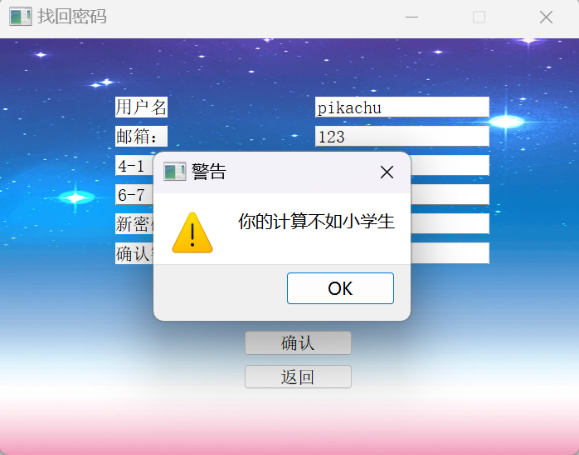 找回密码
用户名
pikachu
邮箱:
123
4-1
6-7
新密
确认
警告
你的计算不如小学生
OK
确认
返回